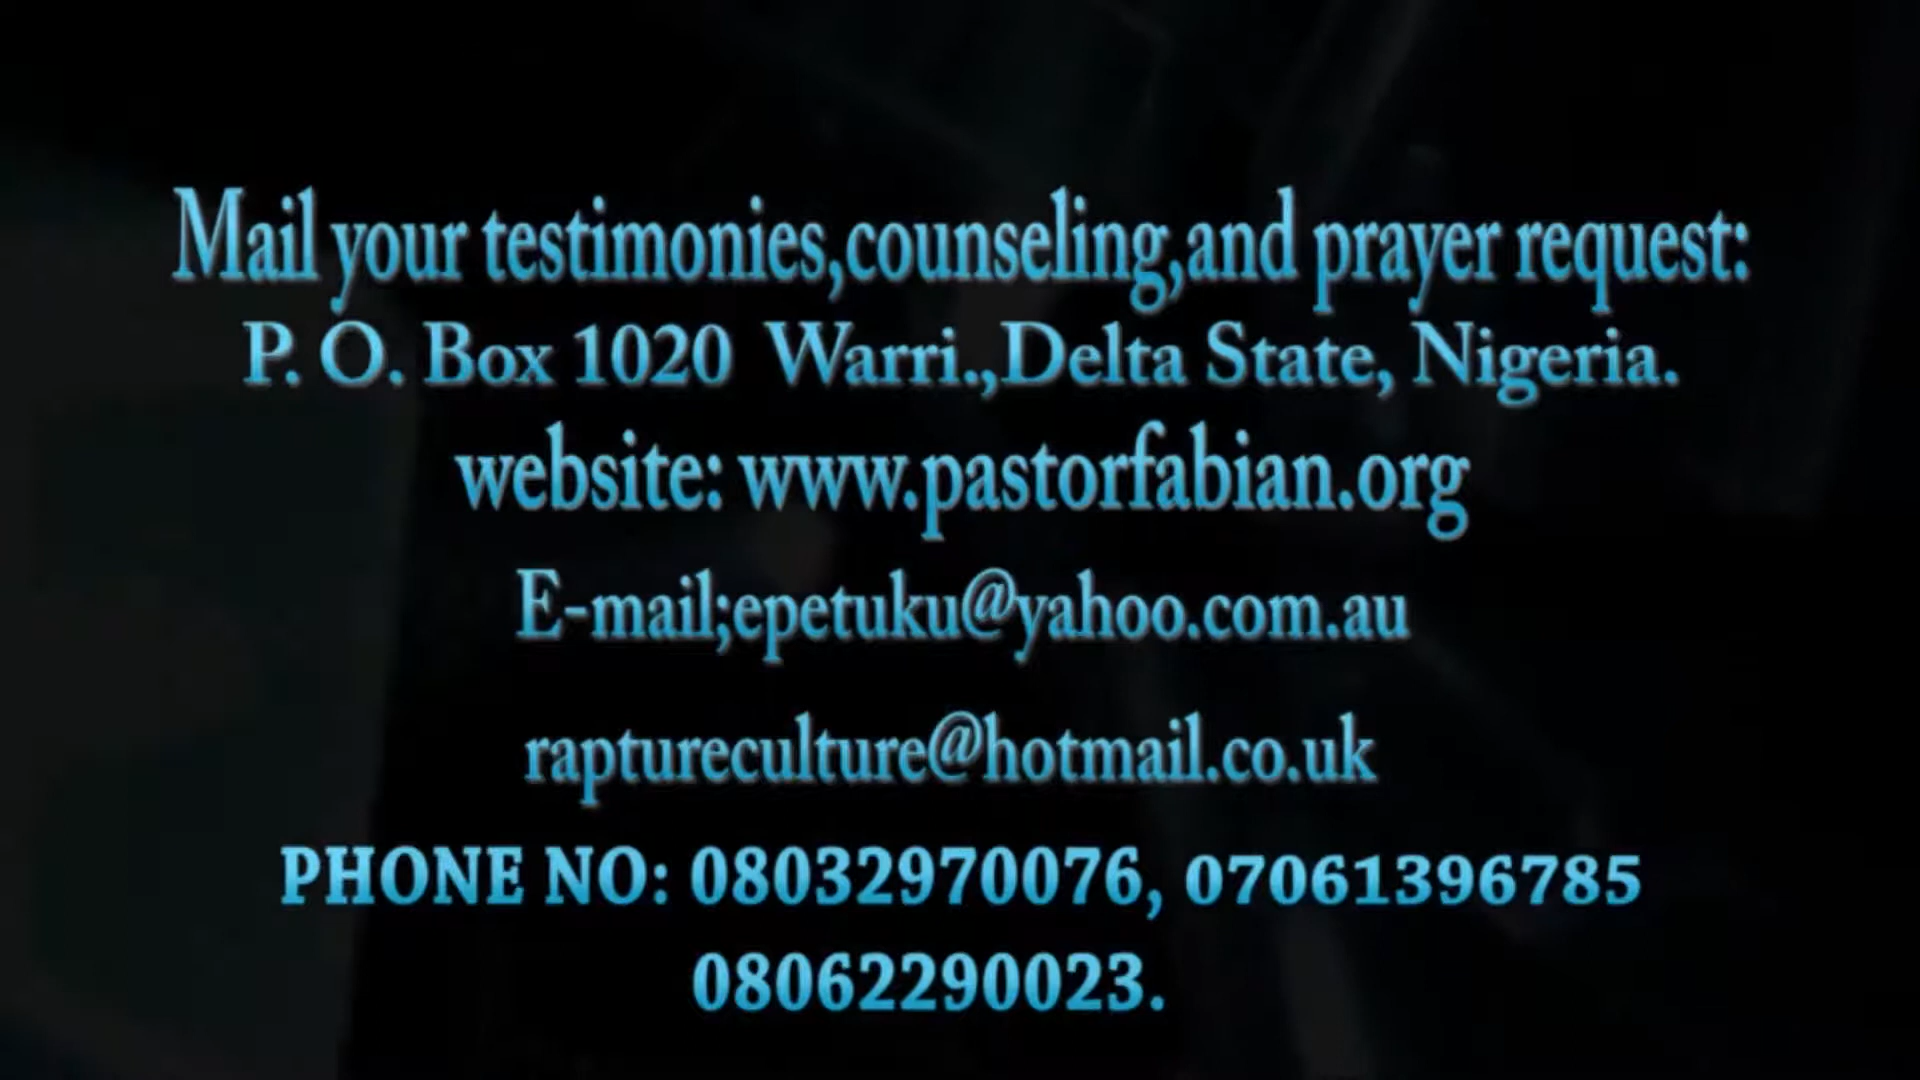 Mail your testimonies,counseling,and prayer request:
P. O. Box 1020 Warri.,Delta State, Nigeria.
website: www.pastorfabian.org
E-mail;epetuku@yahoo.com.au
raptureculture@hotmail.co.uk
PHONE NO: 08032970076, 07061396785
08062290023.